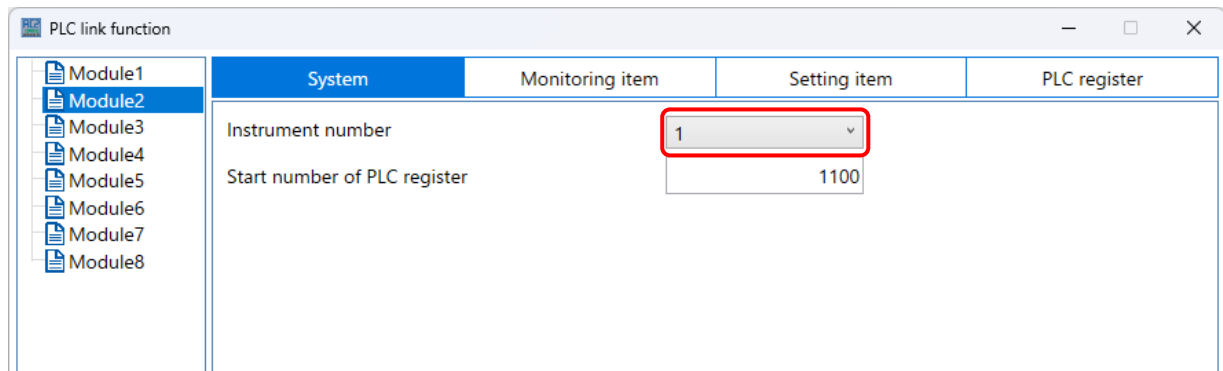 PLC link function
Module1
Module2
Module3
Module4
Module5
Module6
Module7
Module8
System Monitoring item Setting item PLC register
Instrument number 1
Start number of PLC register 1100